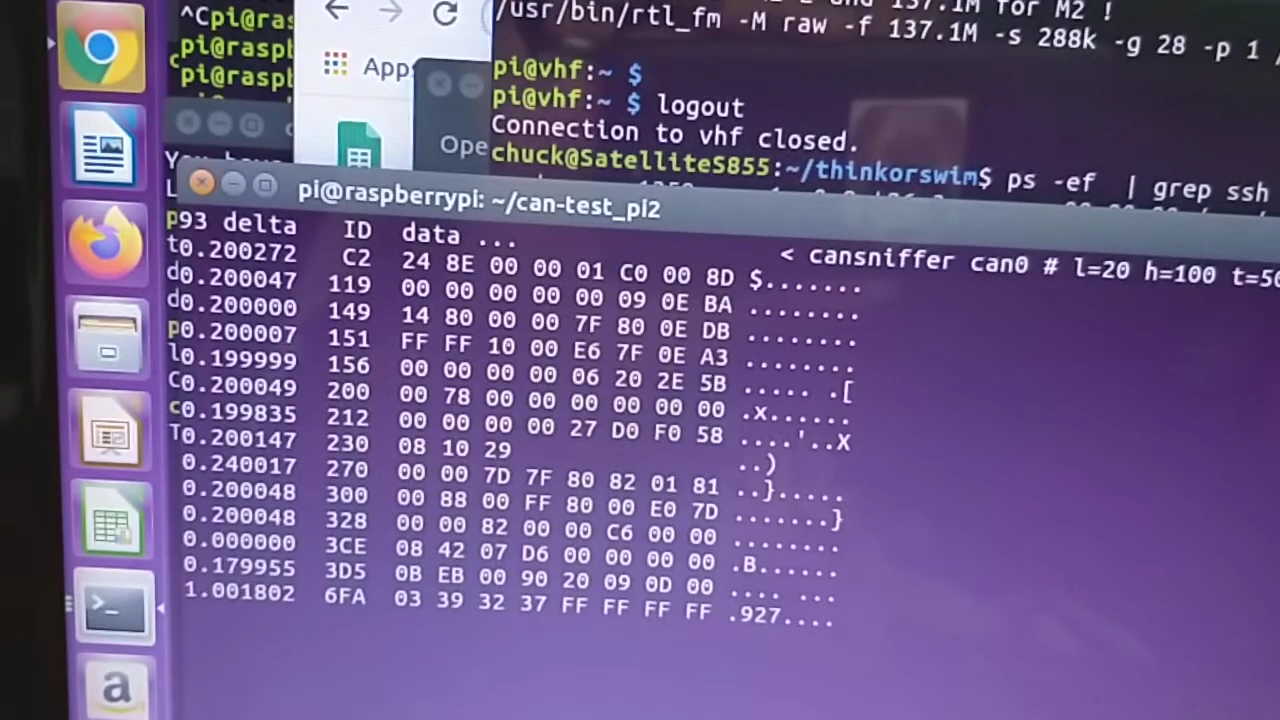 ^Cpi@ras
pi@raspb
pi@rasp
Apps
Ope
M2 !
/usr/bin/rtl_fm -M raw -f 137.1M -s 288k -g 28 -p 1
pi@vhf:~ $
pi@vhf:~ $ logout
Connection to vhf closed.
chuck@SatelliteS855:~/thinkorswim$ ps -ef | grep ssh
pi@raspberrypi: ~/can-test_pi2
93 delta ID data ... < cansniffer can0 # l=20 h=100 t=50
0.200272 C2 24 8E 00 00 01 C0 00 8D $.......
0.200047 119 00 00 00 00 00 09 0E BA ........
0.200000 149 14 80 00 00 7F 80 0E DB ........
0.200007 151 FF FF 10 00 E6 7F 0E A3 ........
0.199999 156 00 00 00 00 06 20 2E 5B ..... .[
0.200049 200 00 78 00 00 00 00 00 00 .x......
0.199835 212 00 00 00 00 27 D0 F0 58 ....'..X
0.200147 230 08 10 29 ..)
0.240017 270 00 00 7D 7F 80 82 01 81 ..}.....
0.200048 300 00 88 00 FF 80 00 E0 7D .......}
0.200048 328 00 00 82 00 00 C6 00 00 ........
0.000000 3CE 08 42 07 D6 00 00 00 00 .B......
0.179955 3D5 0B EB 00 90 20 09 0D 00 .... ...
1.001802 6FA 03 39 32 37 FF FF FF FF .927....